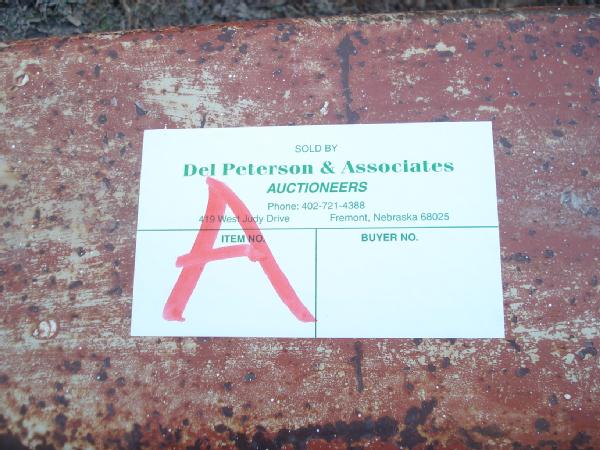 SOLD BY
Del Peterson & Associates
AUCTIONEERS
Phone: 402-721-4388
419 West Judy Drive Fremont, Nebraska 68025
ITEM NO. BUYER NO.
A